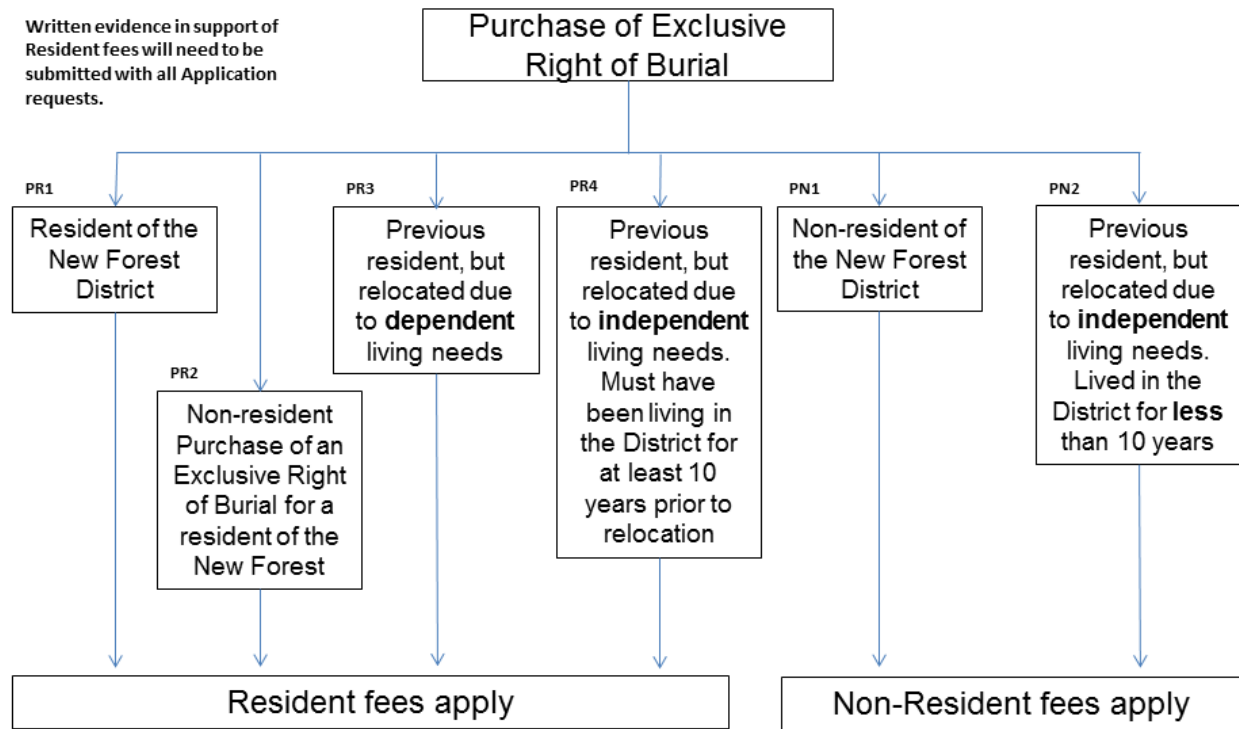 Written evidence in support of
Resident fees will need to be
submitted with all Application
requests.
Purchase of Exclusive
Right of Burial
PR1
Resident of the
New Forest
District
PR2
Non-resident
Purchase of an
Exclusive Right
of Burial for a
resident of the
New Forest
PR3
Previous
resident, but
relocated due
to dependent
living needs
PR4
Previous
resident, but
relocated due
to independent
living needs.
Must have
been living in
the District for
at least 10
years prior to
relocation
PN1
Non-resident of
the New Forest
District
PN2
Previous
resident, but
relocated due
to independent
living needs.
Lived in the
District for less
than 10 years
Resident fees apply
Non-Resident fees apply